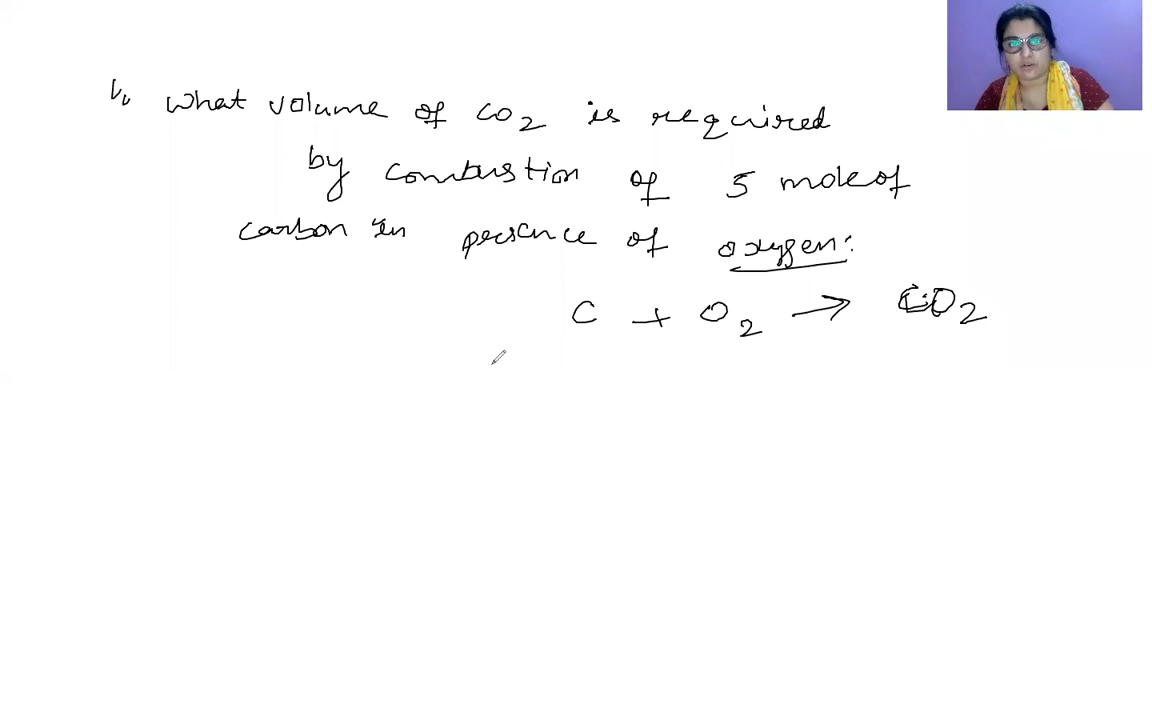 1. what volume of CO2 is required
by combustion of 5 mole of
carbon in presence of oxygen:
C + O2 → CO2